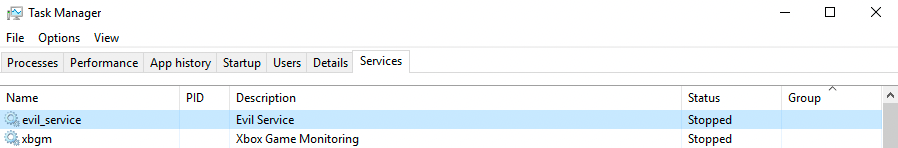 Task Manager
File Options View
Processes Performance App history Startup Users Details Services
Name PID Description Status Group
evil_service Evil Service Stopped
xbgm Xbox Game Monitoring Stopped